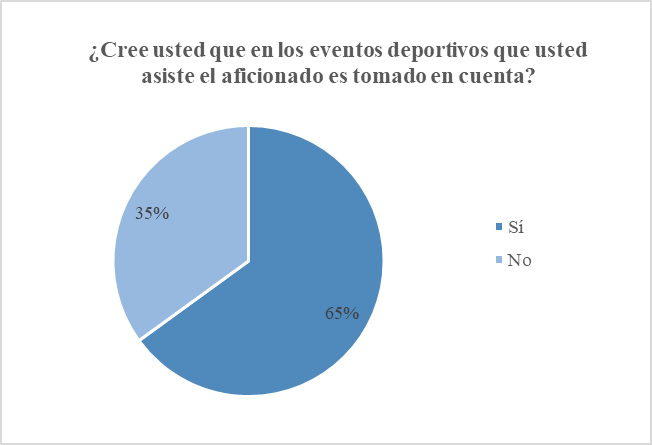 ¿Cree usted que en los eventos deportivos que usted
asiste el aficionado es tomado en cuenta?
35%
65%
Sí
No